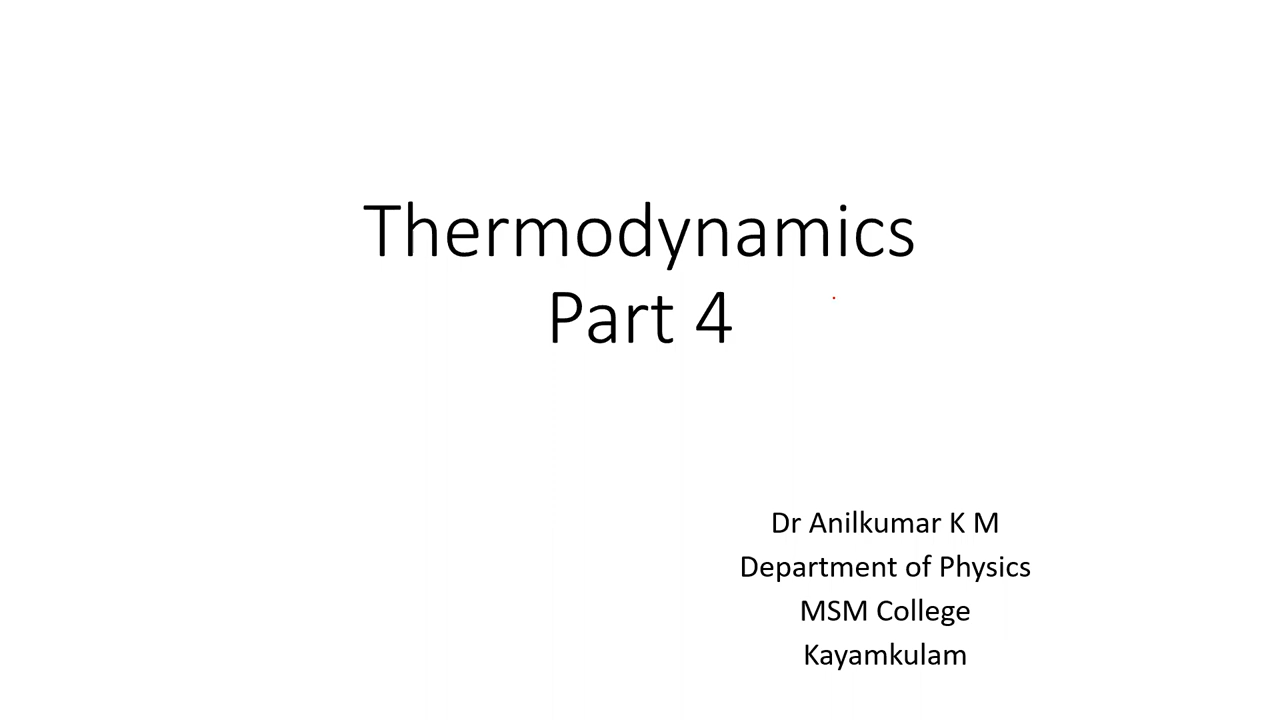 Thermodynamics
Part 4
Dr Anilkumar K M
Department of Physics
MSM College
Kayamkulam